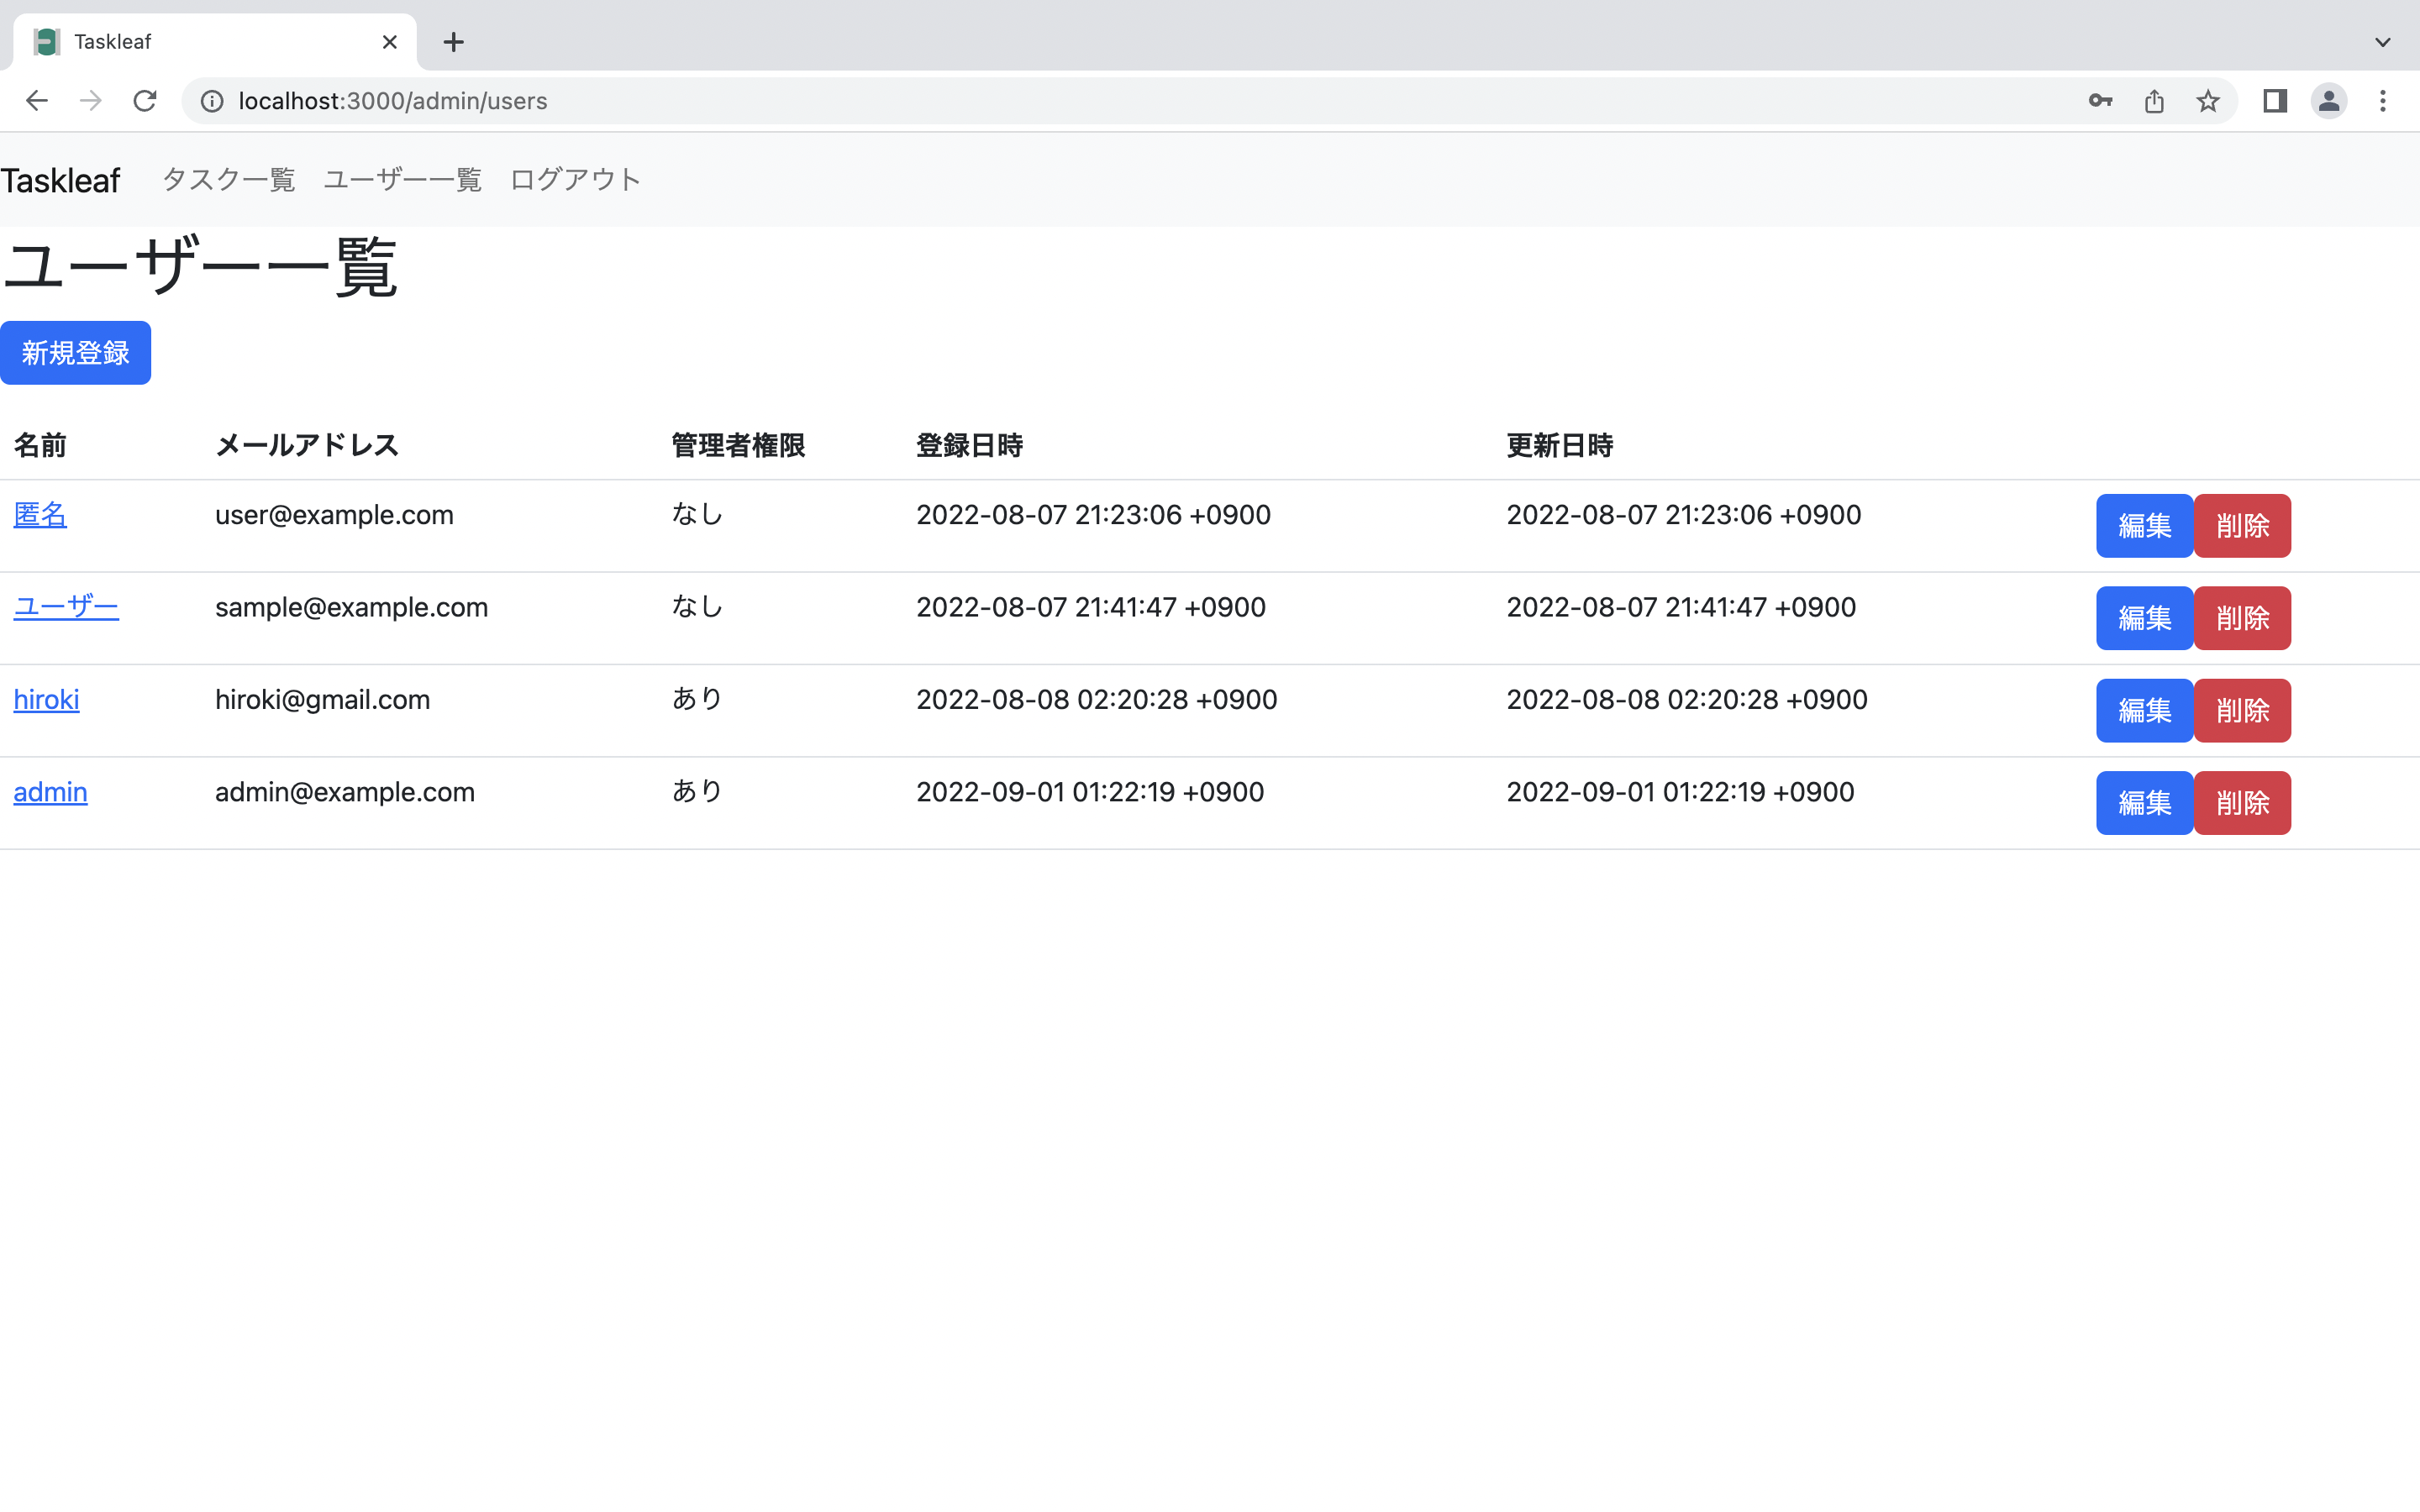 Taskleaf
localhost:3000/admin/users
Taskleaf タスク一覧 ユーザー一覧 ログアウト
ユーザー一覧
新規登録
名前 メールアドレス 管理者権限 登録日時 更新日時
匿名 user@example.com なし 2022-08-07 21:23:06 +0900 2022-08-07 21:23:06 +0900 編集 削除
ユーザー sample@example.com なし 2022-08-07 21:41:47 +0900 2022-08-07 21:41:47 +0900 編集 削除
hiroki hiroki@gmail.com あり 2022-08-08 02:20:28 +0900 2022-08-08 02:20:28 +0900 編集 削除
admin admin@example.com あり 2022-09-01 01:22:19 +0900 2022-09-01 01:22:19 +0900 編集 削除